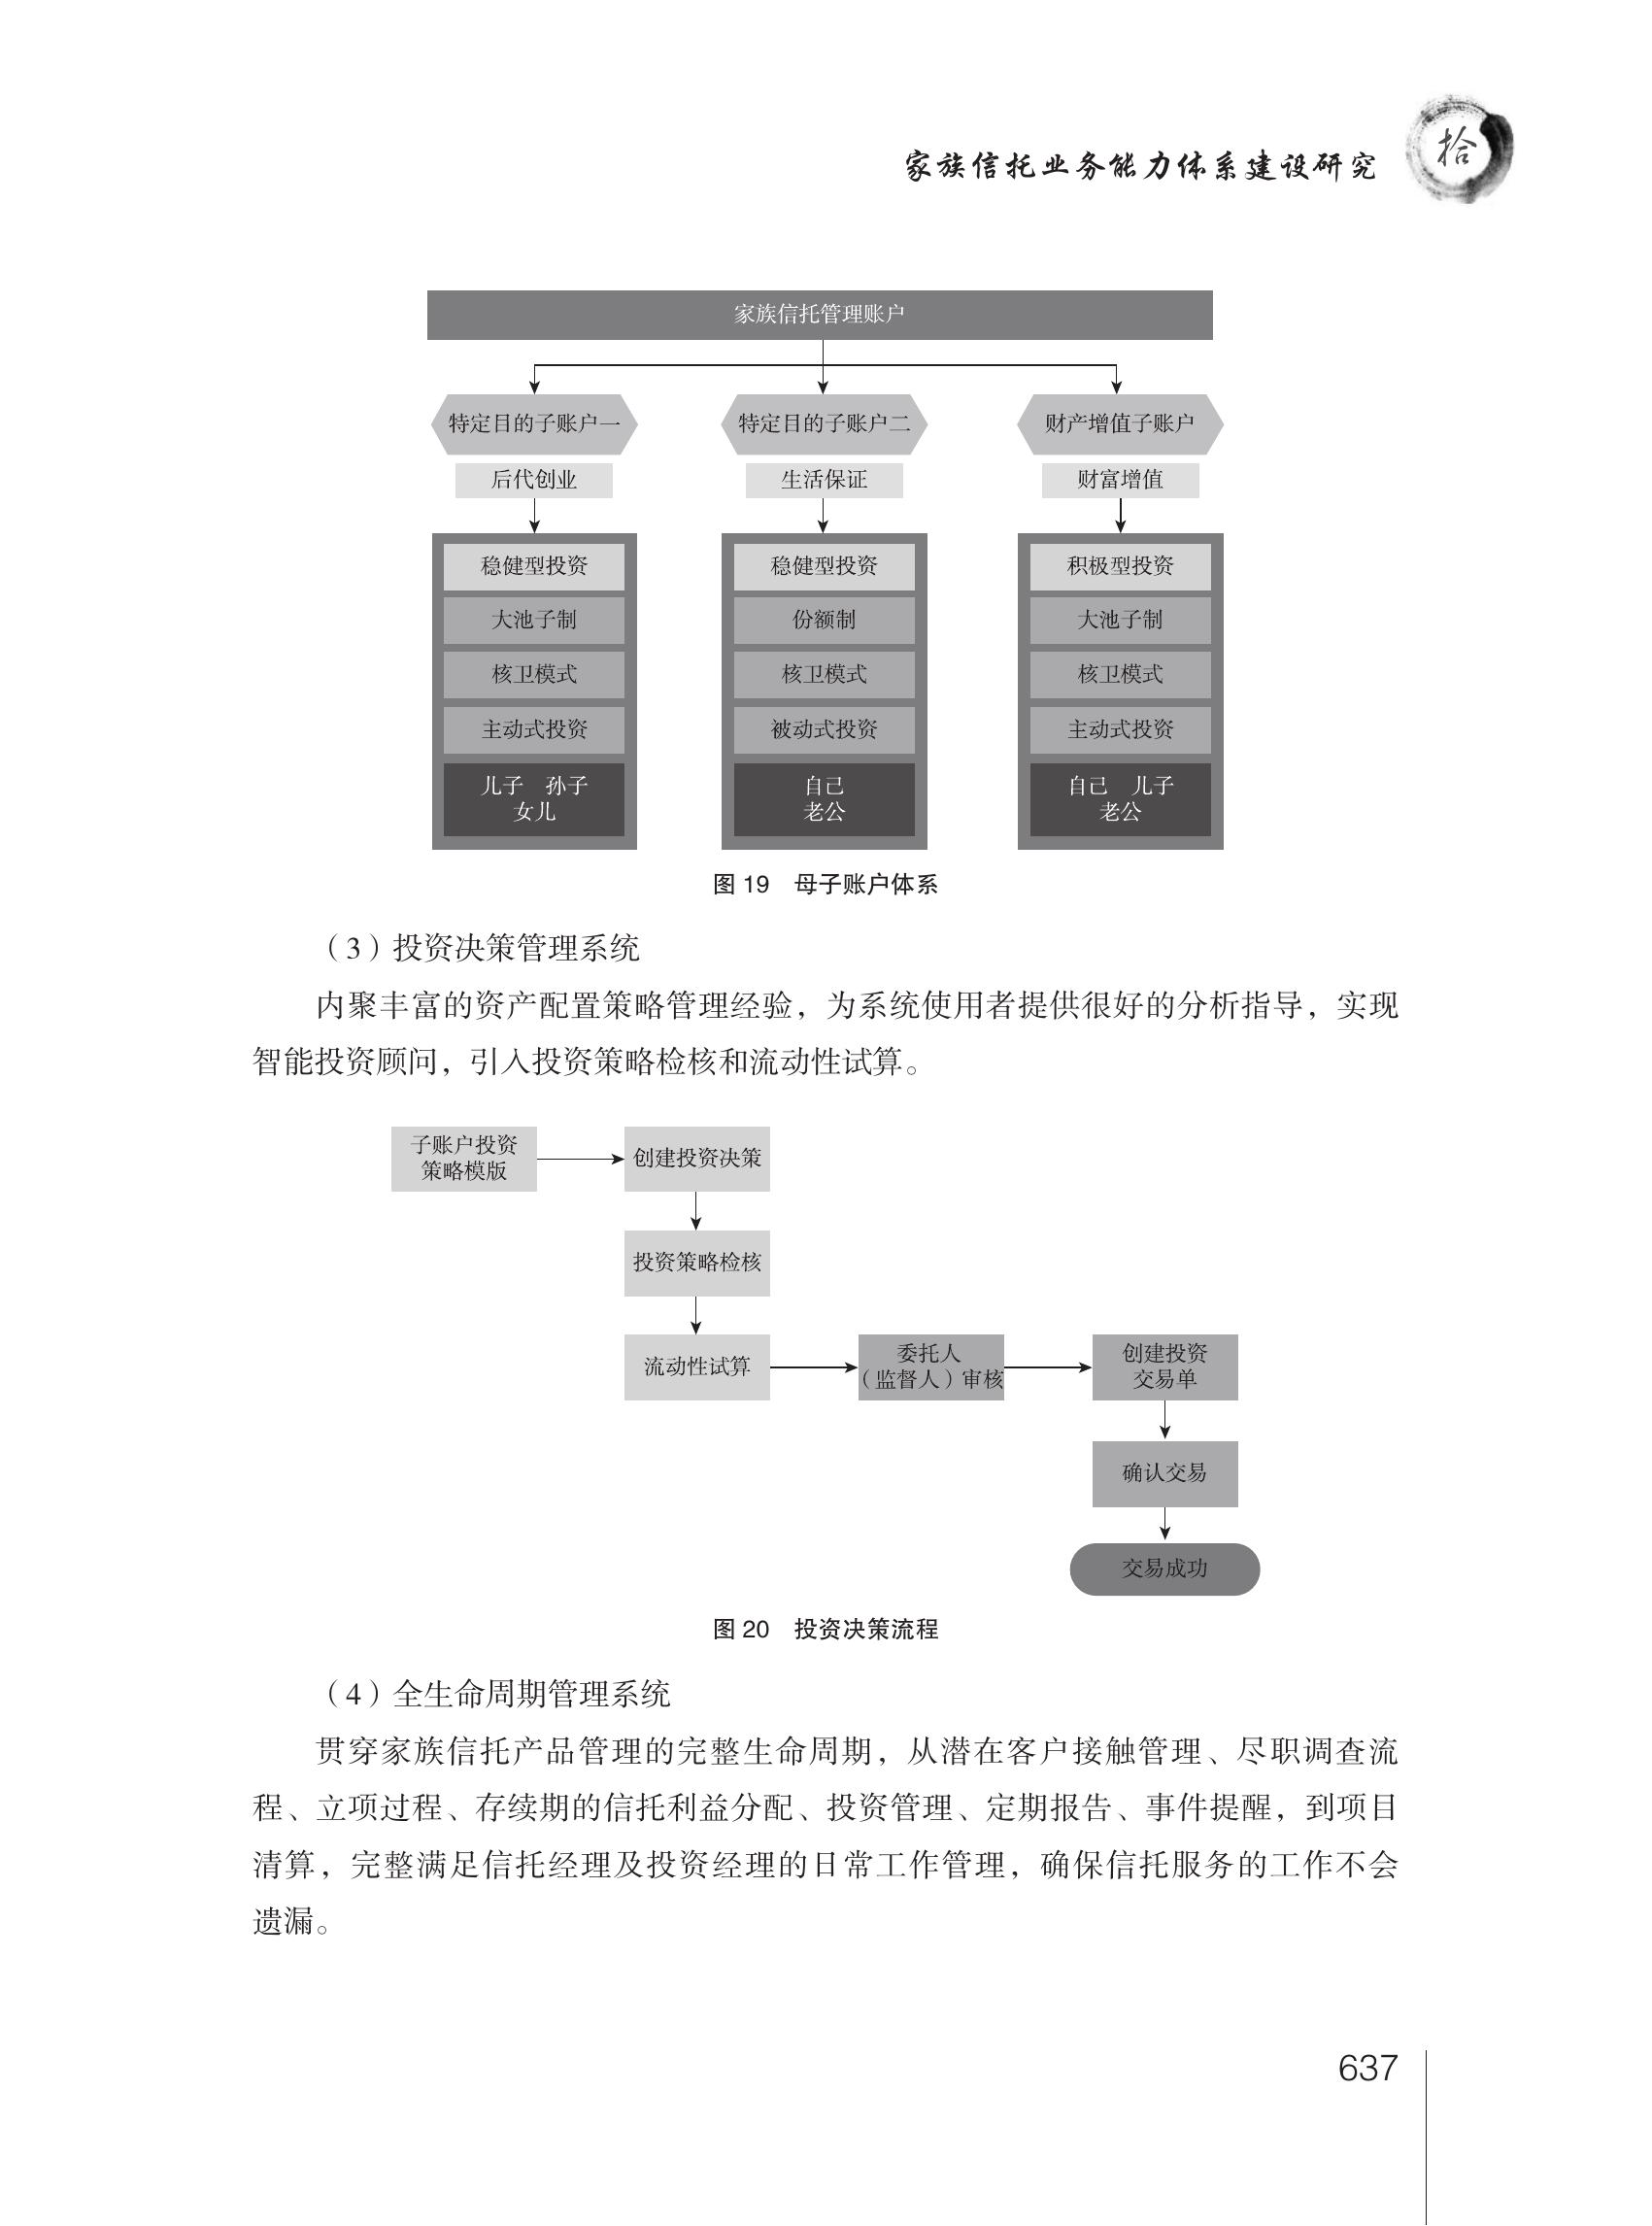 家族信托业务能力体系建设研究
拾
家族信托管理账户
特定目的子账户一
特定目的子账户二
财产增值子账户
后代创业
生活保证
财富增值
稳健型投资
大池子制
核卫模式
主动式投资
儿子　孙子
女儿
稳健型投资
份额制
核卫模式
被动式投资
自己
老公
积极型投资
大池子制
核卫模式
主动式投资
自己　儿子
老公
图 19　母子账户体系
（3）投资决策管理系统
内聚丰富的资产配置策略管理经验，为系统使用者提供很好的分析指导，实现
智能投资顾问，引入投资策略检核和流动性试算。
子账户投资
策略模版
创建投资决策
投资策略检核
流动性试算
委托人
（监督人）审核
创建投资
交易单
确认交易
交易成功
图 20　投资决策流程
（4）全生命周期管理系统
贯穿家族信托产品管理的完整生命周期，从潜在客户接触管理、尽职调查流
程、立项过程、存续期的信托利益分配、投资管理、定期报告、事件提醒，到项目
清算，完整满足信托经理及投资经理的日常工作管理，确保信托服务的工作不会
遗漏。
637